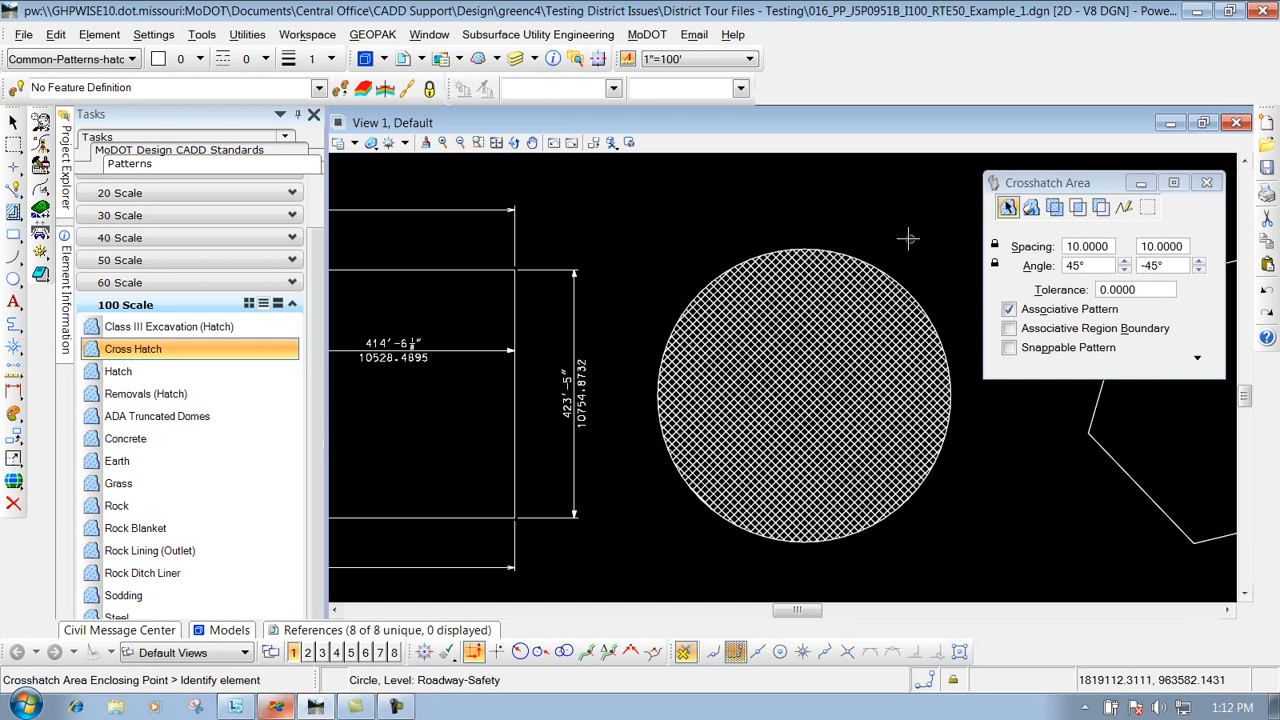 pw:\\GHPWISE10.dot.missouri:MoDOT\Documents\Central Office\CADD Support\Design\greenc4\Testing District Issues\District Tour Files - Testing\016_PP_J5P0951B_I100_RTE50_Example_1.dgn [2D - V8 DGN] - Powe...
File Edit Element Settings Tools Utilities Workspace GEOPAK Window Subsurface Utility Engineering MoDOT Email Help
Common-Patterns-hatc 0 0 1 1"=100'
No Feature Definition
Tasks
View 1, Default
Tasks
MoDOT Design CADD Standards
Patterns
Project Explorer
Element Information
20 Scale
30 Scale
40 Scale
50 Scale
60 Scale
100 Scale
Class III Excavation (Hatch)
Cross Hatch
Hatch
Removals (Hatch)
ADA Truncated Domes
Concrete
Earth
Grass
Rock
Rock Blanket
Rock Lining (Outlet)
Rock Ditch Liner
Sodding
Steel
10528.4895
423'-5"
10754.8732
Crosshatch Area
Spacing: 10.0000 10.0000
Angle: 45° -45°
Tolerance: 0.0000
Associative Pattern
Associative Region Boundary
Snappable Pattern
Civil Message Center Models References (8 of 8 unique, 0 displayed)
Default Views 1 2 3 4 5 6 7 8
Crosshatch Area Enclosing Point > Identify element Circle, Level: Roadway-Safety 1819112.3111, 963582.1431
1:12 PM